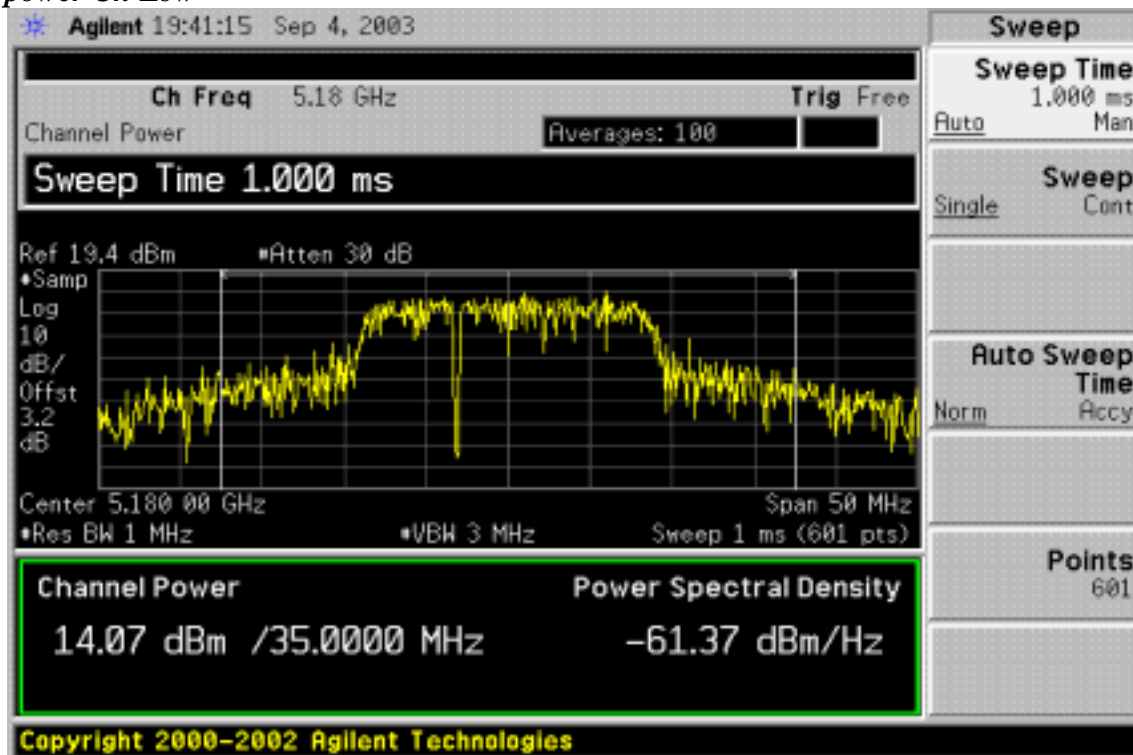 power Ch Low
Agilent 19:41:15 Sep 4, 2003
Sweep
Ch Freq 5.18 GHz Trig Free
Channel Power Averages: 100
Sweep Time 1.000 ms
Ref 19.4 dBm #Atten 30 dB
#Samp
Log
10
dB/
Offst
3.2
dB
Center 5.180 00 GHz Span 50 MHz
#Res BW 1 MHz #VBW 3 MHz Sweep 1 ms (601 pts)
Channel Power Power Spectral Density
14.07 dBm /35.0000 MHz -61.37 dBm/Hz
Copyright 2000-2002 Agilent Technologies
Sweep Time
1.000 ms
Auto Man
Sweep
Single Cont
Auto Sweep
Time
Norm Accy
Points
601